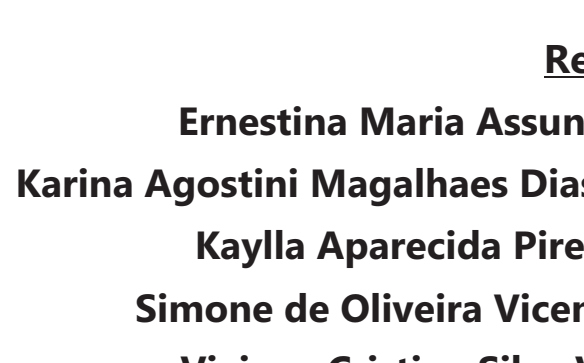 Re
Ernestina Maria Assun
Karina Agostini Magalhaes Dias
Kaylla Aparecida Pire
Simone de Oliveira Vicen